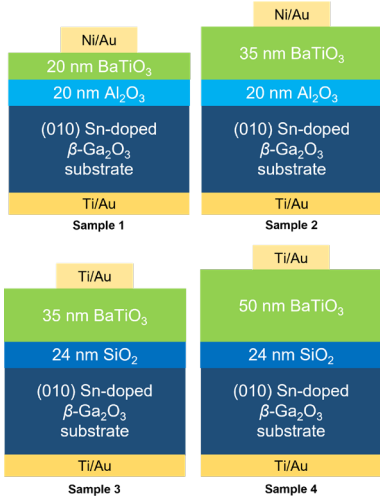 Ni/Au
20 nm BaTiO₃
20 nm Al₂O₃
(010) Sn-doped
β-Ga₂O₃
substrate
Ti/Au
Sample 1
Ni/Au
35 nm BaTiO₃
20 nm Al₂O₃
(010) Sn-doped
β-Ga₂O₃
substrate
Ti/Au
Sample 2
Ti/Au
35 nm BaTiO₃
24 nm SiO₂
(010) Sn-doped
β-Ga₂O₃
substrate
Ti/Au
Sample 3
Ti/Au
50 nm BaTiO₃
24 nm SiO₂
(010) Sn-doped
β-Ga₂O₃
substrate
Ti/Au
Sample 4